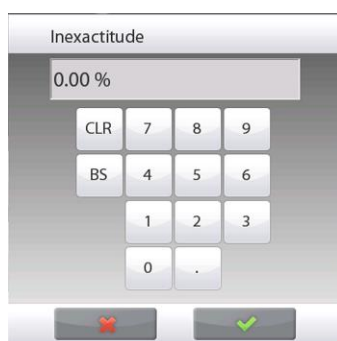 Inexactitude
0.00 %
CLR 7 8 9
BS 4 5 6
1 2 3
0 .